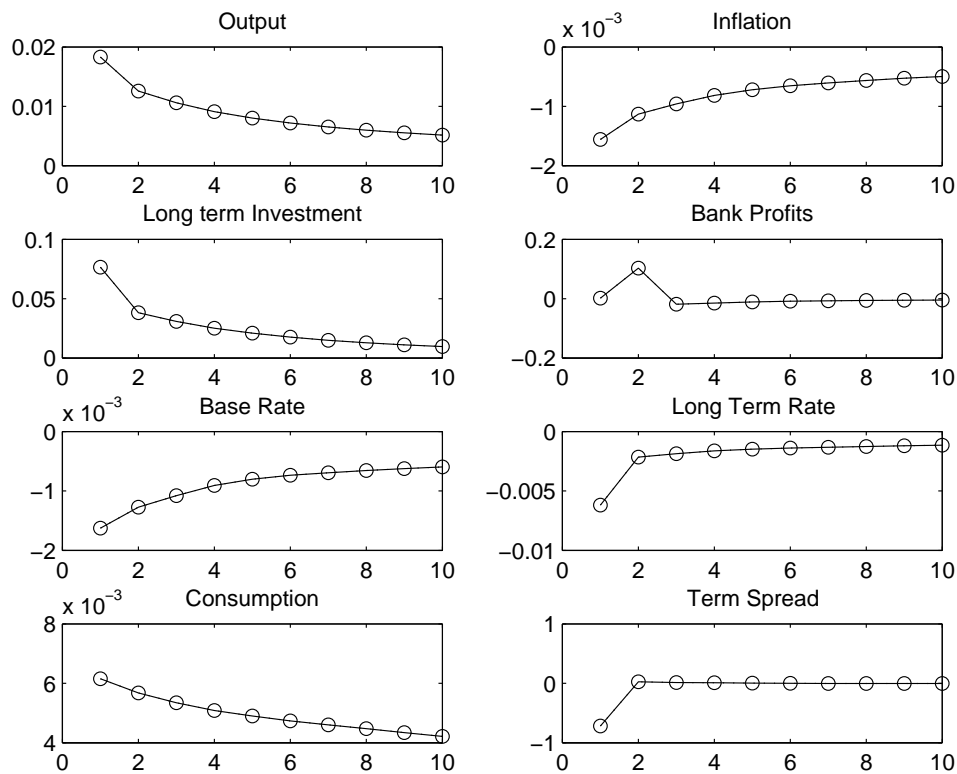 Output
0.02
0.01
0
0 2 4 6 8 10
Inflation
x 10⁻³
0
−1
−2
0 2 4 6 8 10
Long term Investment
0.1
0.05
0
0 2 4 6 8 10
Bank Profits
0.2
0
−0.2
0 2 4 6 8 10
Base Rate
x 10⁻³
0
−1
−2
0 2 4 6 8 10
Long Term Rate
0
−0.005
−0.01
0 2 4 6 8 10
Consumption
x 10⁻³
8
6
4
0 2 4 6 8 10
Term Spread
1
0
−1
0 2 4 6 8 10